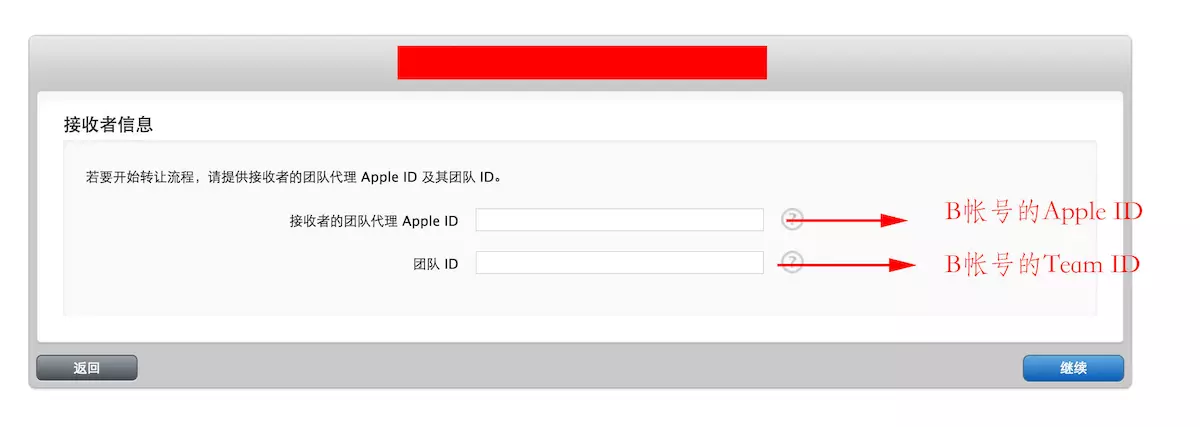 接收者信息
若要开始转让流程，请提供接收者的团队代理 Apple ID 及其团队 ID。
接收者的团队代理 Apple ID ? B帐号的Apple ID
团队 ID ? B帐号的Team ID
返回 继续